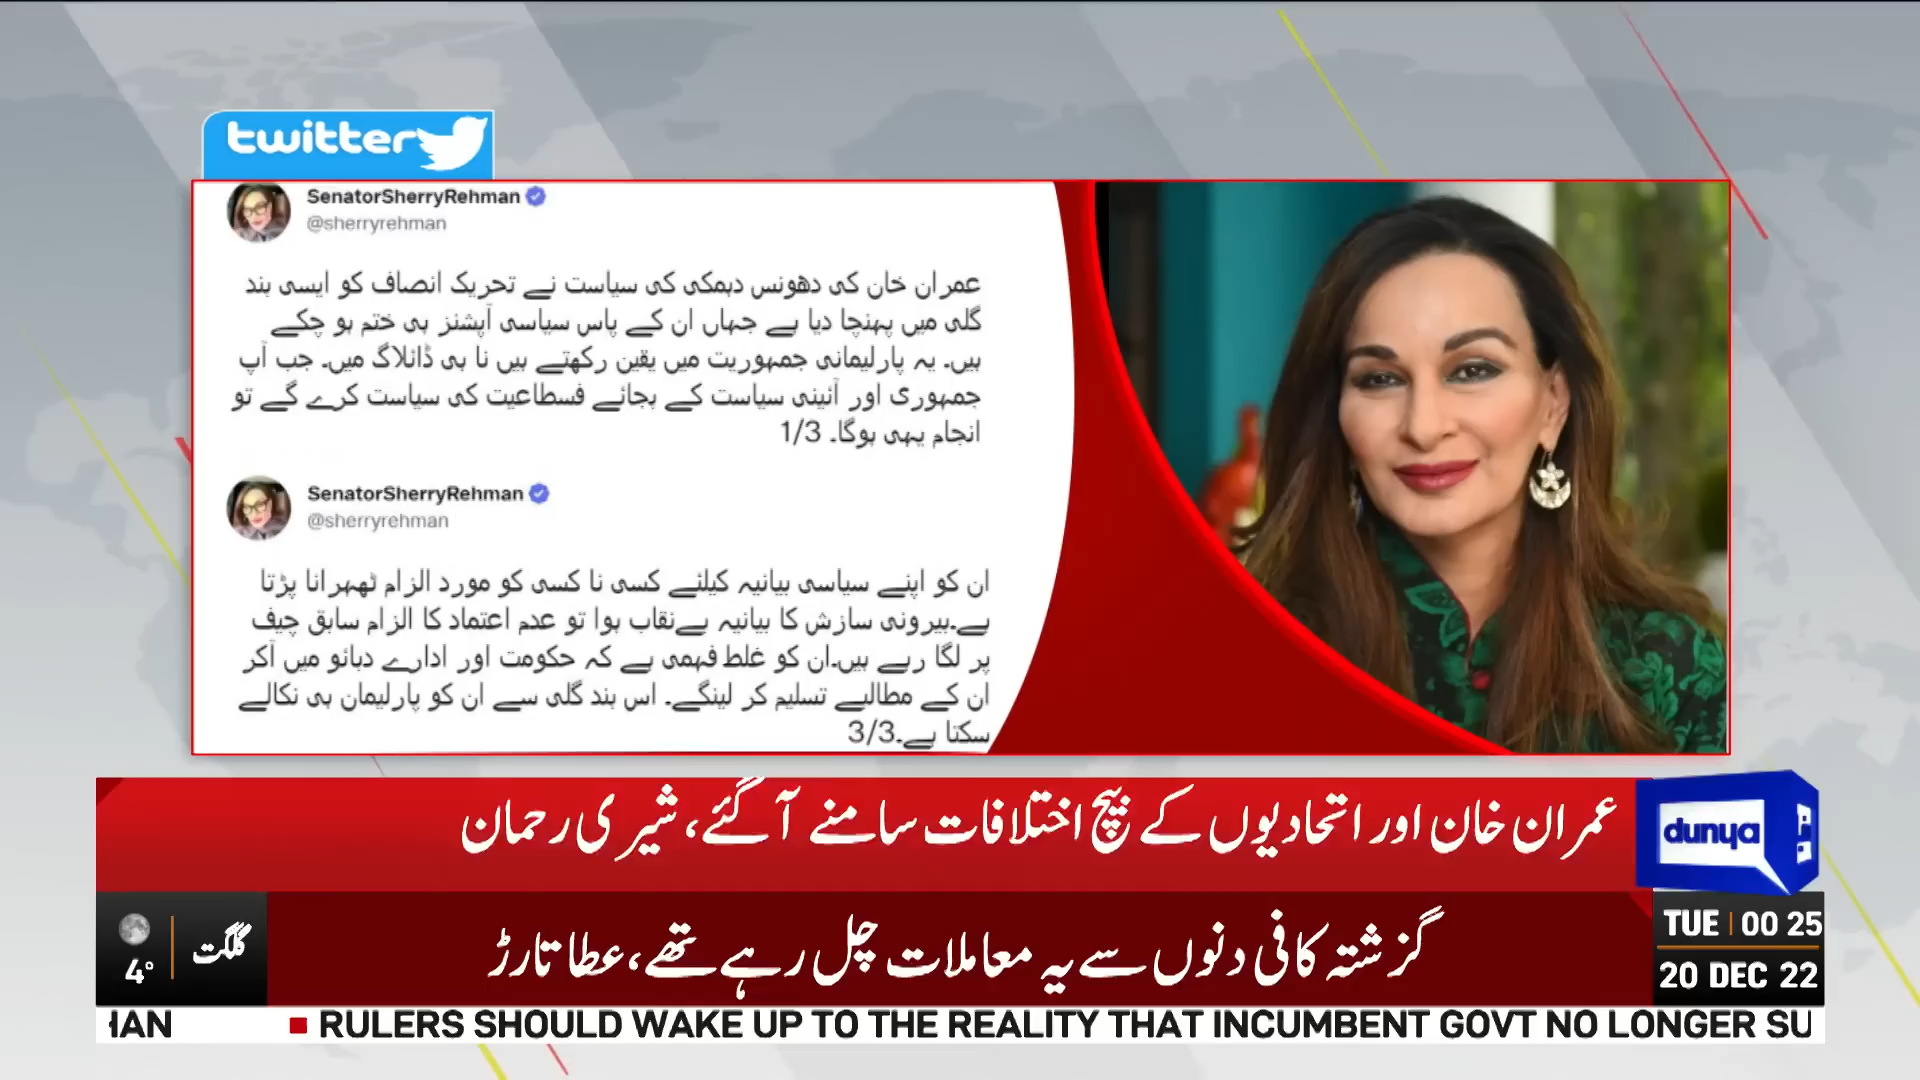 twitter
SenatorSherryRehman
@sherryrehman
عمران خان کی دھونس دہمکی کی سیاست نے تحریک انصاف کو ایسی بند
گلی میں پہنچا دیا ہے جہاں ان کے پاس سیاسی آپشنز ہی ختم ہو چکے
ہیں۔ یہ پارلیمانی جمہوریت میں یقین رکھتے ہیں نا ہی ڈائلاگ میں۔ جب آپ
جمہوری اور آئینی سیاست کے بجائے فسطاعیت کی سیاست کرے گے تو
انجام یہی ہوگا۔ 1/3
SenatorSherryRehman
@sherryrehman
ان کو اپنے سیاسی بیانیہ کیلئے کسی نا کسی کو مورد الزام ٹھہرانا پڑتا
ہے۔بیرونی سازش کا بیانیہ بےنقاب ہوا تو عدم اعتماد کا الزام سابق چیف
پر لگا رہے ہیں۔ان کو غلط فہمی ہے کہ حکومت اور ادارے دبائو میں آکر
ان کے مطالبے تسلیم کر لینگے۔ اس بند گلی سے ان کو پارلیمان ہی نکالے
سکتا ہے۔3/3
عمران خان اور اتحادیوں کے بیچ اختلافات سامنے آگئے، شیری رحمان
dunya
گزشتہ کافی دنوں سے یہ معاملات چل رہے تھے، عطا تارڑ
گلگت
4°
TUE 00 25
20 DEC 22
HAN ■ RULERS SHOULD WAKE UP TO THE REALITY THAT INCUMBENT GOVT NO LONGER SU